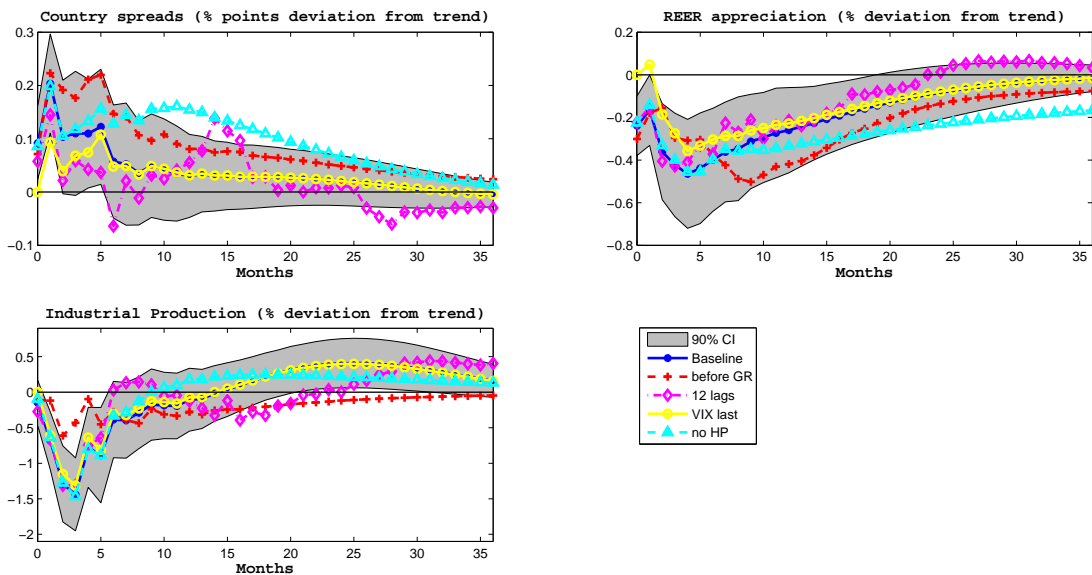 Country spreads (% points deviation from trend)
0.3
0.2
0.1
0
−0.1
0 5 10 15 20 25 30 35
Months
REER appreciation (% deviation from trend)
0.2
0
−0.2
−0.4
−0.6
−0.8
0 5 10 15 20 25 30 35
Months
Industrial Production (% deviation from trend)
0.5
0
−0.5
−1
−1.5
−2
0 5 10 15 20 25 30 35
Months
90% CI
Baseline
before GR
12 lags
VIX last
no HP